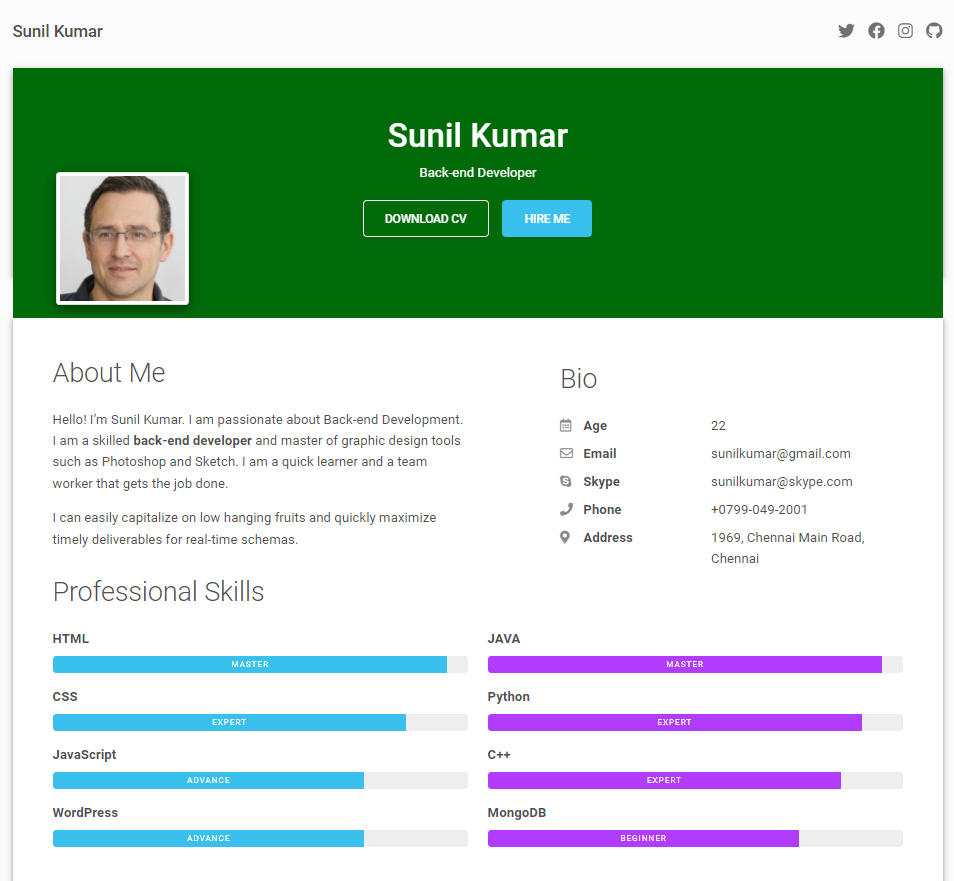 Sunil Kumar
Sunil Kumar
Back-end Developer
DOWNLOAD CV
HIRE ME
About Me
Hello! I’m Sunil Kumar. I am passionate about Back-end Development.
I am a skilled back-end developer and master of graphic design tools
such as Photoshop and Sketch. I am a quick learner and a team
worker that gets the job done.
I can easily capitalize on low hanging fruits and quickly maximize
timely deliverables for real-time schemas.
Bio
Age 22
Email sunilkumar@gmail.com
Skype sunilkumar@skype.com
Phone +0799-049-2001
Address 1969, Chennai Main Road,
Chennai
Professional Skills
HTML
MASTER
CSS
EXPERT
JavaScript
ADVANCE
WordPress
ADVANCE
JAVA
MASTER
Python
EXPERT
C++
EXPERT
MongoDB
BEGINNER